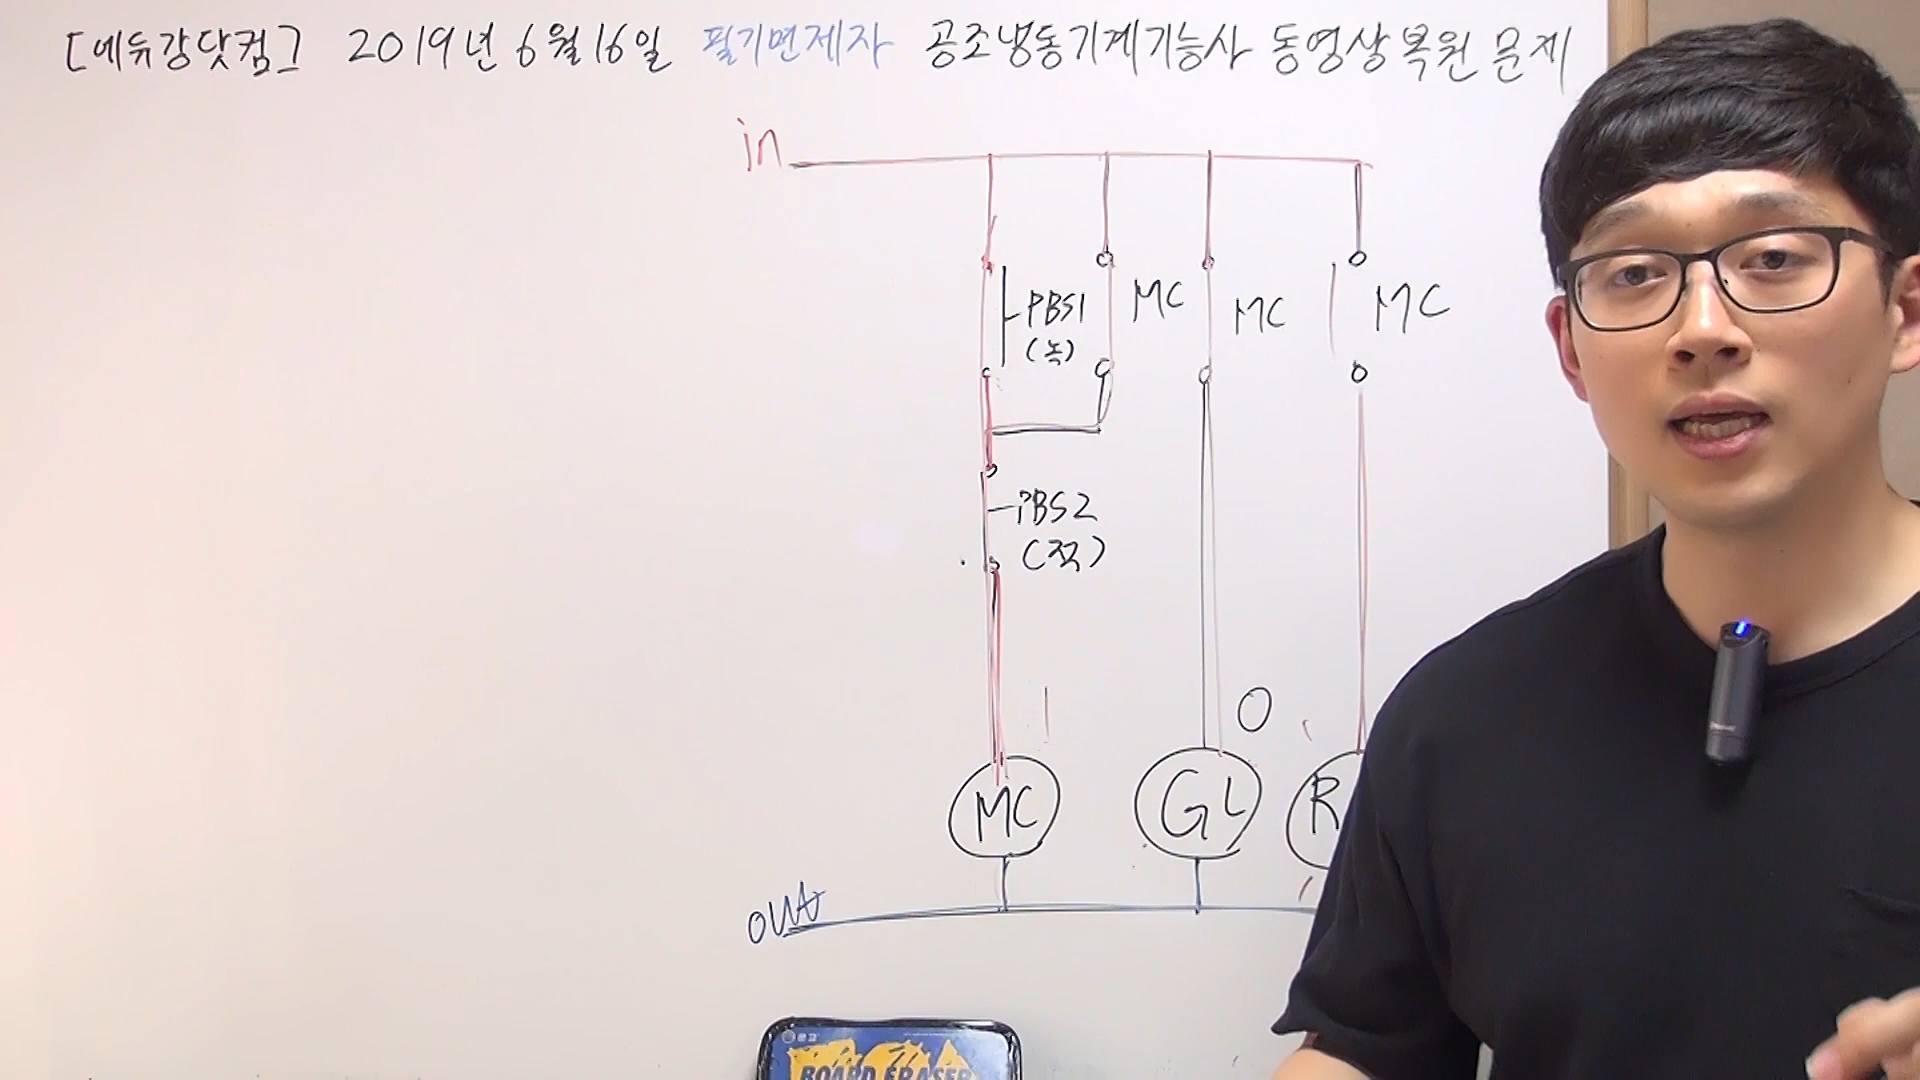 [에듀강닷컴] 2019년 6월 16일 필기면제자 공조냉동기계기능사 동영상 복원 문제
in
PBS1
(녹)
MC
MC
MC
PBS2
(적)
1
0
MC
GL
R
out
BOARD ERASER